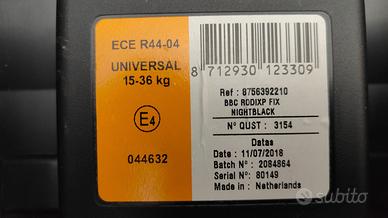 ECE R44-04
UNIVERSAL
15-36 kg
E4
044632
8 712930 123309
Ref : 8756392210
BBC RODIXP FIX
NIGHTBLACK
N° QUST : 3154
Datas
Date : 11/07/2018
Batch N° : 2084864
Serial N°: 80149
Made in : Netherlands
subito